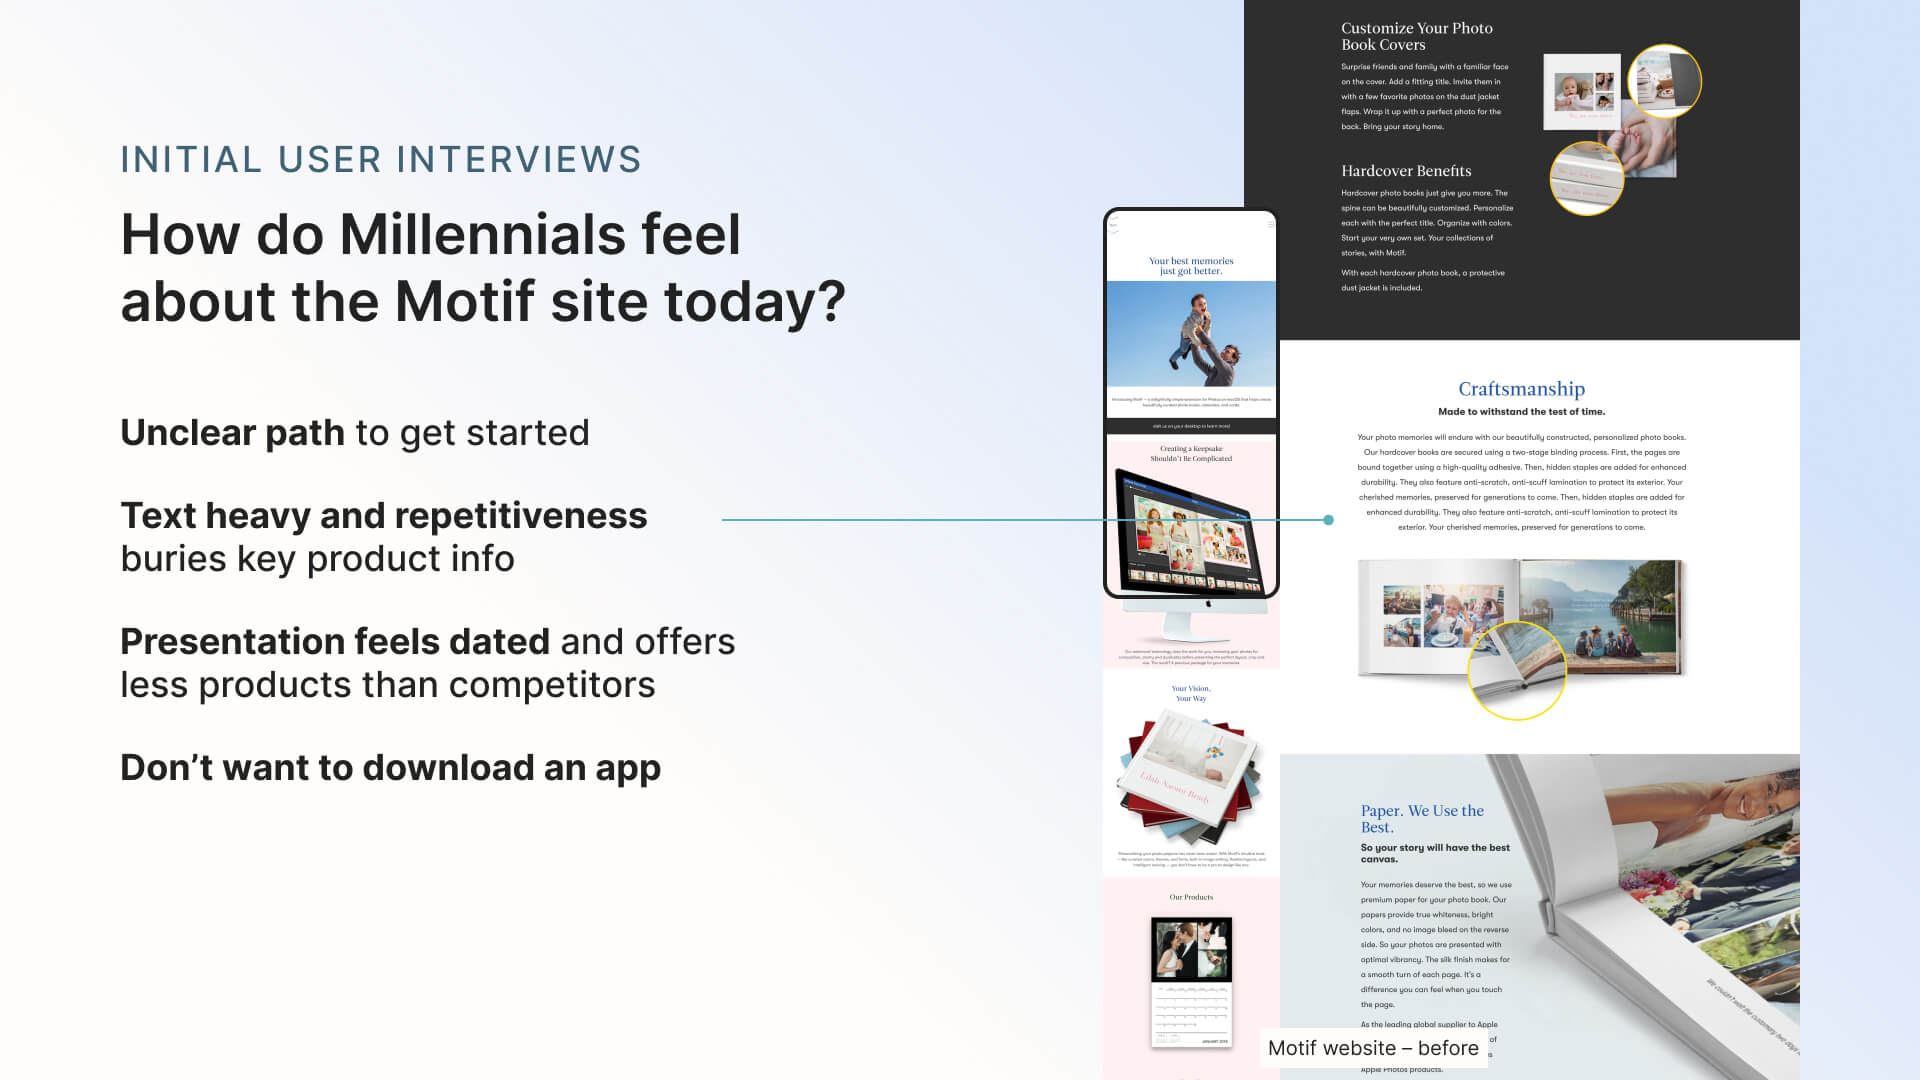 INITIAL USER INTERVIEWS
How do Millennials feel
about the Motif site today?
Unclear path to get started
Text heavy and repetitiveness
buries key product info
Presentation feels dated and offers
less products than competitors
Don’t want to download an app
Your best memories
just got better.
visit us on your desktop to learn more!
Creating a Keepsake
Shouldn’t Be Complicated
Your Vision,
Your Way
Our Products
JANUARY
Customize Your Photo
Book Covers
Surprise friends and family with a familiar face
on the cover. Add a fitting title. Invite them in
with a few favorite photos on the dust jacket
flaps. Wrap it up with a perfect photo for the
back. Bring your story home.
Hardcover Benefits
Hardcover photo books just give you more. The
spine can be beautifully customized. Personalize
each with the perfect title. Organize with colors.
Start your very own set. Your collections of
stories, with Motif.
With each hardcover photo book, a protective
dust jacket is included.
Craftsmanship
Made to withstand the test of time.
Your photo memories will endure with our beautifully constructed, personalized photo books.
Our hardcover books are secured using a two-stage binding process. First, the pages are
bound together using a high-quality adhesive. Then, hidden staples are added for enhanced
durability. They also feature anti-scratch, anti-scuff lamination to protect its exterior. Your
cherished memories, preserved for generations to come. Then, hidden staples are added for
enhanced durability. They also feature anti-scratch, anti-scuff lamination to protect its
exterior. Your cherished memories, preserved for generations to come.
Paper. We Use the
Best.
So your story will have the best
canvas.
Your memories deserve the best, so we use
premium paper for your photo book. Our
papers provide true whiteness, bright
colors, and no image bleed on the reverse
side. So your photos are presented with
optimal vibrancy. The silk finish makes for
a smooth turn of each page. It’s a
difference you can feel when you touch
the page.
As the leading global supplier to Apple
of
Apple Photos products.
Motif website – before